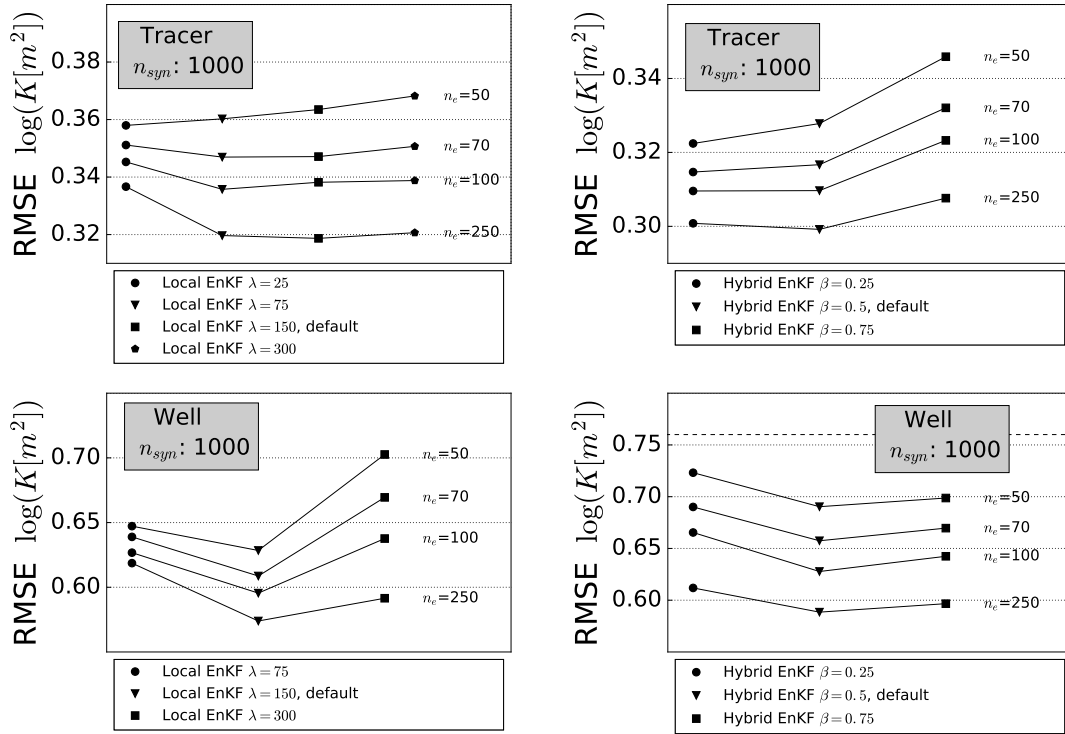 RMSE log(K[m²])
0.38
0.36
0.34
0.32
Tracer
n_syn: 1000
n_e=50
n_e=70
n_e=100
n_e=250
Local EnKF λ=25
Local EnKF λ=75
Local EnKF λ=150, default
Local EnKF λ=300
RMSE log(K[m²])
0.34
0.32
0.30
Tracer
n_syn: 1000
n_e=50
n_e=70
n_e=100
n_e=250
Hybrid EnKF β=0.25
Hybrid EnKF β=0.5, default
Hybrid EnKF β=0.75
RMSE log(K[m²])
0.70
0.65
0.60
Well
n_syn: 1000
n_e=50
n_e=70
n_e=100
n_e=250
Local EnKF λ=75
Local EnKF λ=150, default
Local EnKF λ=300
RMSE log(K[m²])
0.75
0.70
0.65
0.60
Well
n_syn: 1000
n_e=50
n_e=70
n_e=100
n_e=250
Hybrid EnKF β=0.25
Hybrid EnKF β=0.5, default
Hybrid EnKF β=0.75